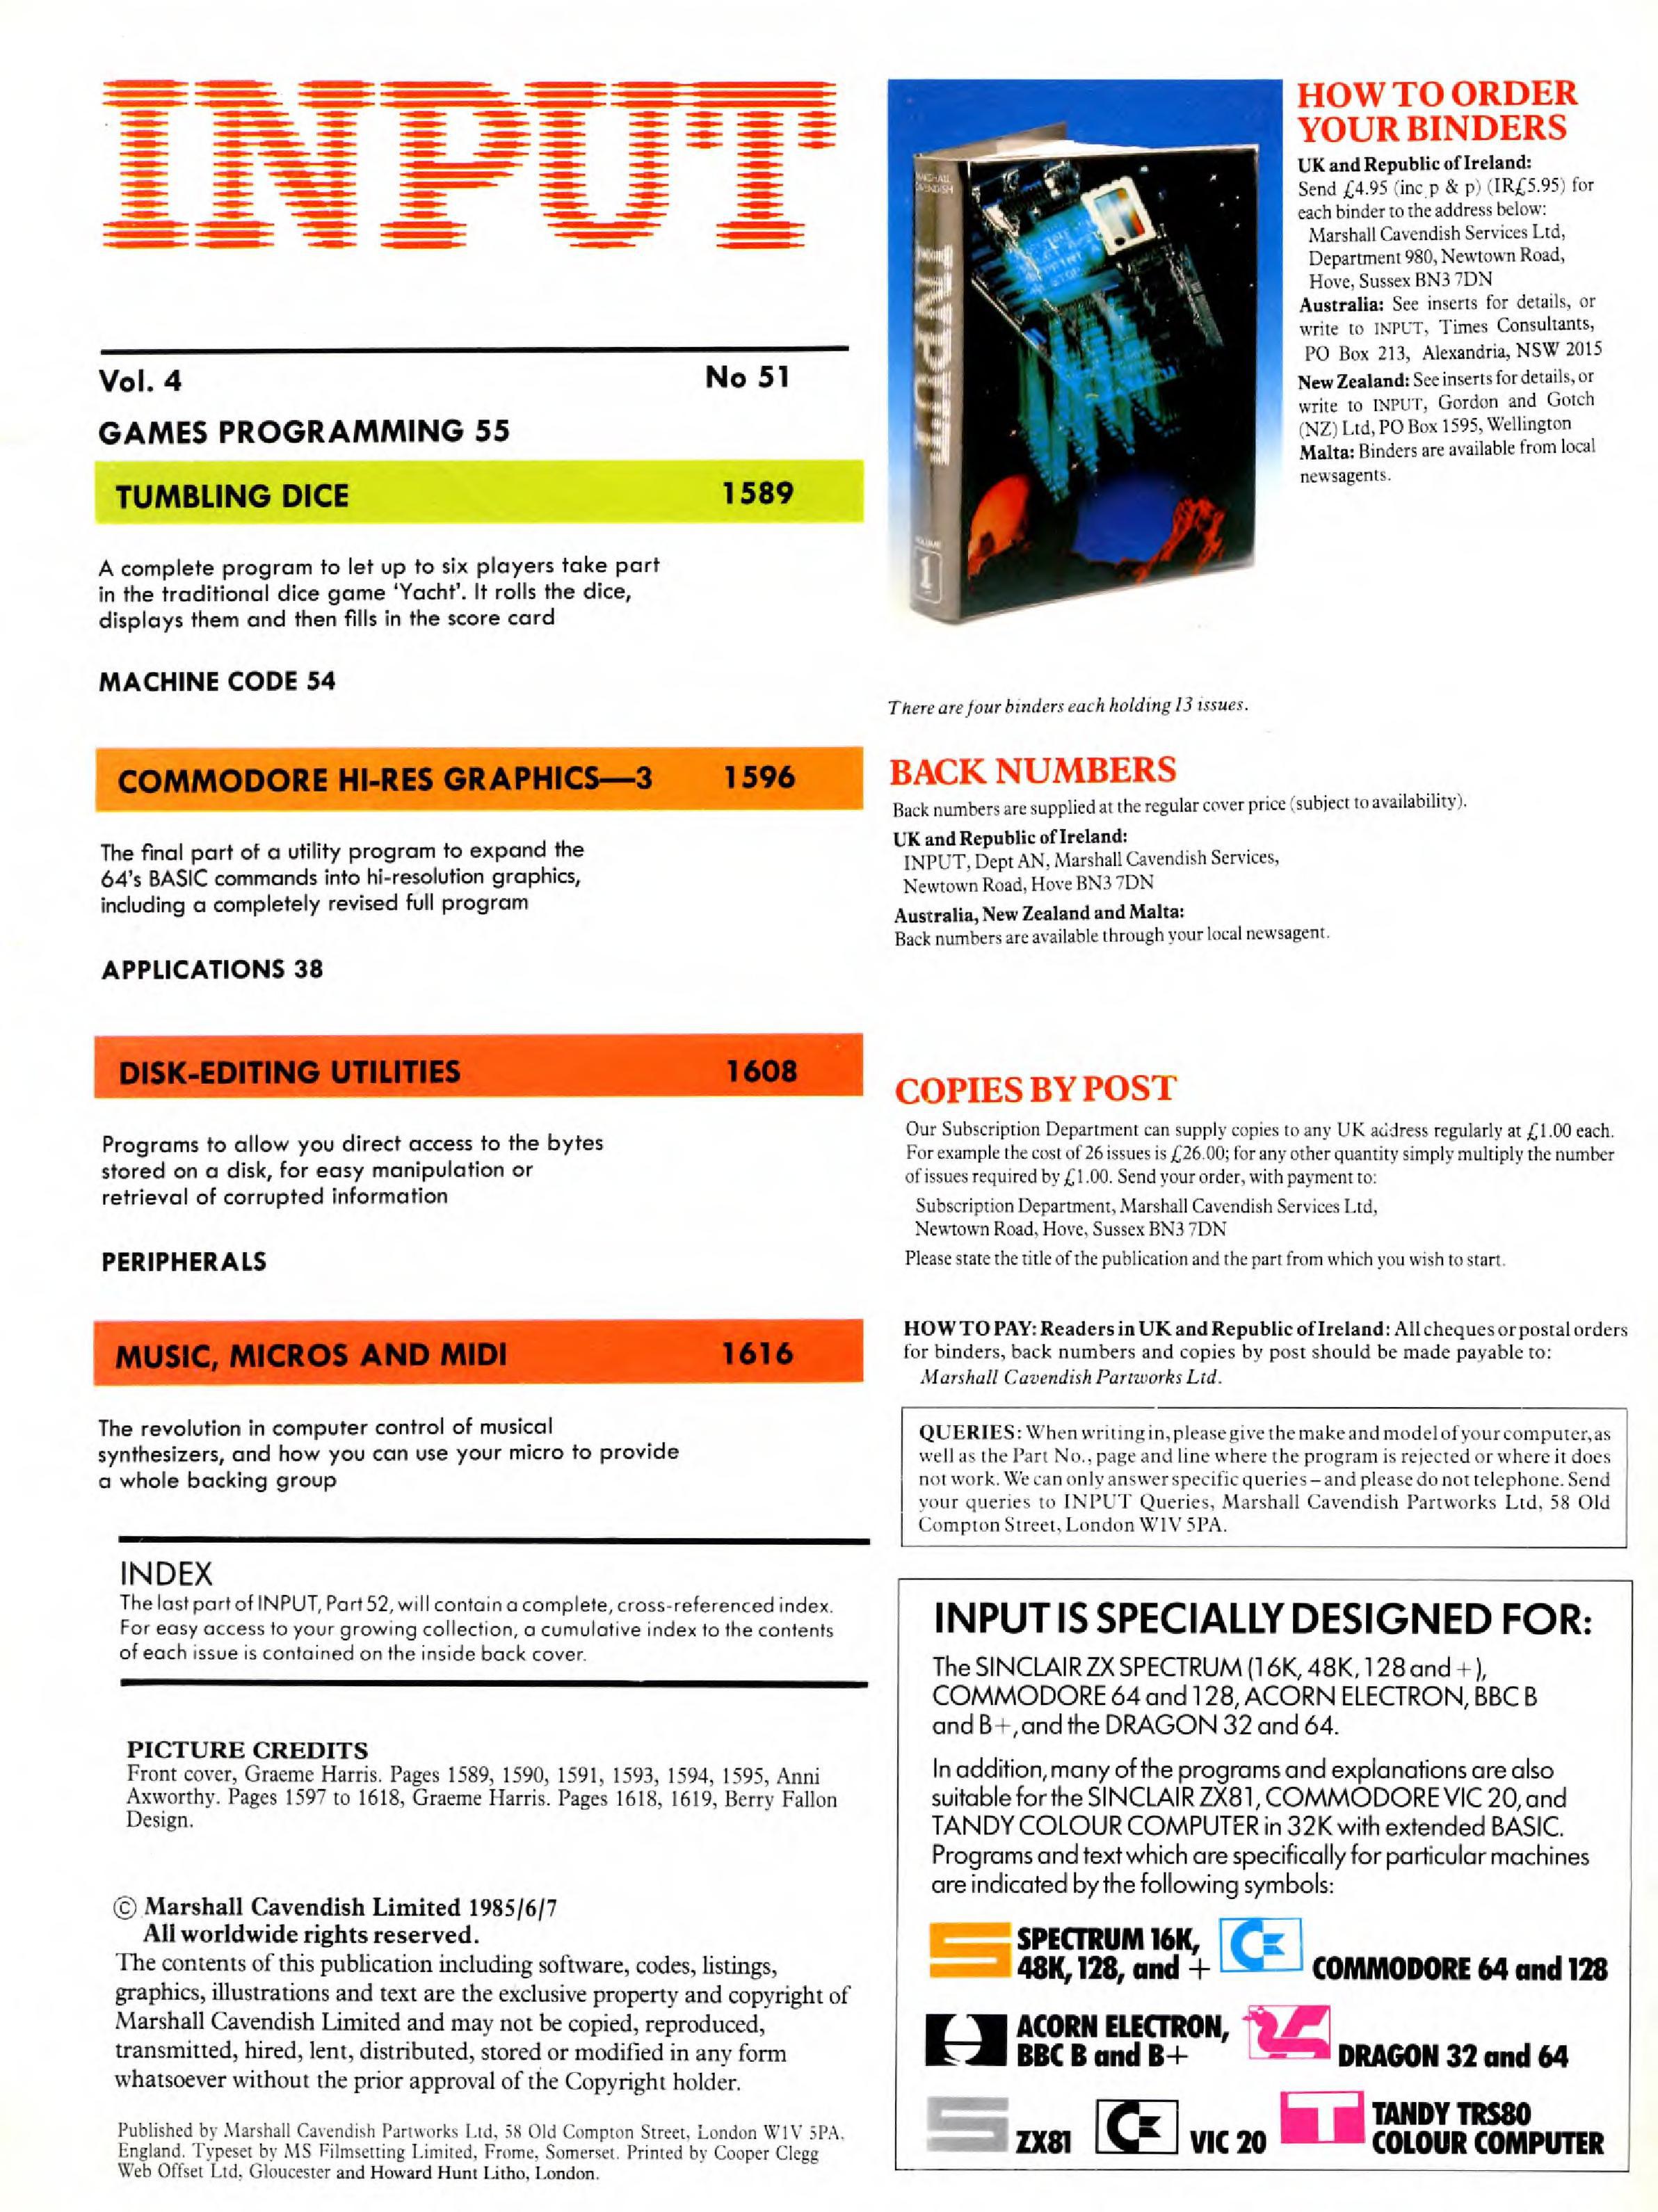 INPUT
Vol. 4 No 51
GAMES PROGRAMMING 55
TUMBLING DICE 1589
A complete program to let up to six players take part
in the traditional dice game ‘Yacht’. It rolls the dice,
displays them and then fills in the score card
MACHINE CODE 54
COMMODORE HI-RES GRAPHICS—3 1596
The final part of a utility program to expand the
64’s BASIC commands into hi-resolution graphics,
including a completely revised full program
APPLICATIONS 38
DISK-EDITING UTILITIES 1608
Programs to allow you direct access to the bytes
stored on a disk, for easy manipulation or
retrieval of corrupted information
PERIPHERALS
MUSIC, MICROS AND MIDI 1616
The revolution in computer control of musical
synthesizers, and how you can use your micro to provide
a whole backing group
INDEX
The last part of INPUT, Part 52, will contain a complete, cross-referenced index.
For easy access to your growing collection, a cumulative index to the contents
of each issue is contained on the inside back cover.
PICTURE CREDITS
Front cover, Graeme Harris. Pages 1589, 1590, 1591, 1593, 1594, 1595, Anni
Axworthy. Pages 1597 to 1618, Graeme Harris. Pages 1618, 1619, Berry Fallon
Design.
© Marshall Cavendish Limited 1985/6/7
All worldwide rights reserved.
The contents of this publication including software, codes, listings,
graphics, illustrations and text are the exclusive property and copyright of
Marshall Cavendish Limited and may not be copied, reproduced,
transmitted, hired, lent, distributed, stored or modified in any form
whatsoever without the prior approval of the Copyright holder.
Published by Marshall Cavendish Partworks Ltd, 58 Old Compton Street, London W1V 5PA,
England. Typeset by MS Filmsetting Limited, Frome, Somerset. Printed by Cooper Clegg
Web Offset Ltd, Gloucester and Howard Hunt Litho, London.
MARSHALL
CAVENDISH
INPUT
VOLUME
1
HOW TO ORDER
YOUR BINDERS
UK and Republic of Ireland:
Send £4.95 (inc p & p) (IR£5.95) for
each binder to the address below:
Marshall Cavendish Services Ltd,
Department 980, Newtown Road,
Hove, Sussex BN3 7DN
Australia: See inserts for details, or
write to INPUT, Times Consultants,
PO Box 213, Alexandria, NSW 2015
New Zealand: See inserts for details, or
write to INPUT, Gordon and Gotch
(NZ) Ltd, PO Box 1595, Wellington
Malta: Binders are available from local
newsagents.
There are four binders each holding 13 issues.
BACK NUMBERS
Back numbers are supplied at the regular cover price (subject to availability).
UK and Republic of Ireland:
INPUT, Dept AN, Marshall Cavendish Services,
Newtown Road, Hove BN3 7DN
Australia, New Zealand and Malta:
Back numbers are available through your local newsagent.
COPIES BY POST
Our Subscription Department can supply copies to any UK address regularly at £1.00 each.
For example the cost of 26 issues is £26.00; for any other quantity simply multiply the number
of issues required by £1.00. Send your order, with payment to:
Subscription Department, Marshall Cavendish Services Ltd,
Newtown Road, Hove, Sussex BN3 7DN
Please state the title of the publication and the part from which you wish to start.
HOW TO PAY: Readers in UK and Republic of Ireland: All cheques or postal orders
for binders, back numbers and copies by post should be made payable to:
Marshall Cavendish Partworks Ltd.
QUERIES: When writing in, please give the make and model of your computer, as
well as the Part No., page and line where the program is rejected or where it does
not work. We can only answer specific queries – and please do not telephone. Send
your queries to INPUT Queries, Marshall Cavendish Partworks Ltd, 58 Old
Compton Street, London W1V 5PA.
INPUT IS SPECIALLY DESIGNED FOR:
The SINCLAIR ZX SPECTRUM (16K, 48K, 128 and +),
COMMODORE 64 and 128, ACORN ELECTRON, BBC B
and B+, and the DRAGON 32 and 64.
In addition, many of the programs and explanations are also
suitable for the SINCLAIR ZX81, COMMODORE VIC 20, and
TANDY COLOUR COMPUTER in 32K with extended BASIC.
Programs and text which are specifically for particular machines
are indicated by the following symbols:
SPECTRUM 16K,
48K, 128, and +
COMMODORE 64 and 128
ACORN ELECTRON,
BBC B and B+
DRAGON 32 and 64
ZX81
VIC 20
TANDY TRS80
COLOUR COMPUTER